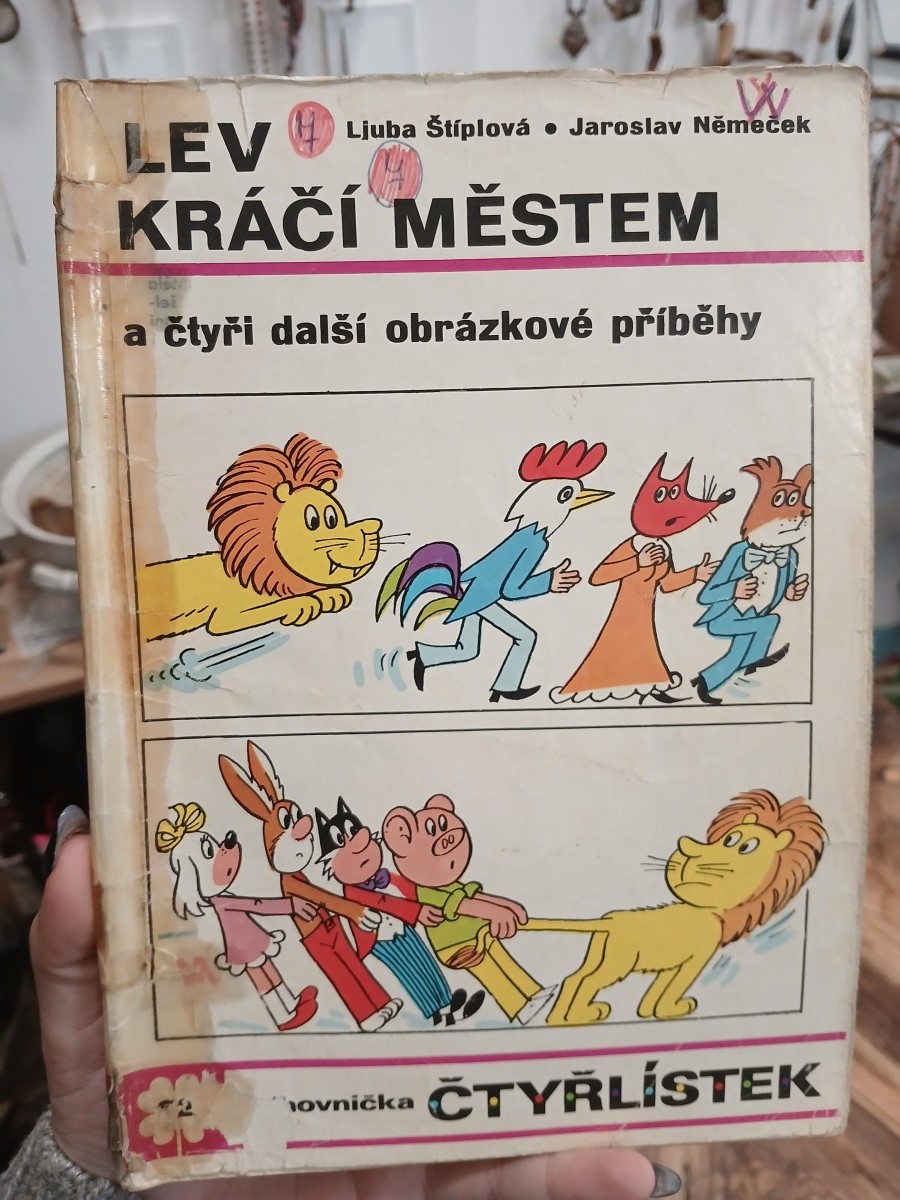 LEV
Ljuba Štíplová • Jaroslav Němeček
KRÁČÍ MĚSTEM
a čtyři další obrázkové příběhy
ČTYŘLÍSTEK